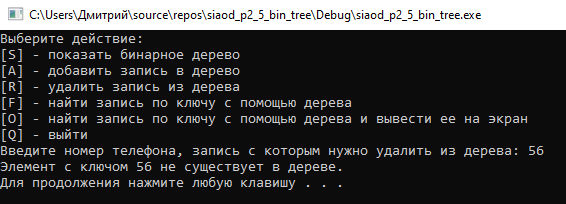 C:\Users\Дмитрий\source\repos\siaod_p2_5_bin_tree\Debug\siaod_p2_5_bin_tree.exe
Выберите действие:
[S] - показать бинарное дерево
[A] - добавить запись в дерево
[R] - удалить запись из дерева
[F] - найти запись по ключу с помощью дерева
[O] - найти запись по ключу с помощью дерева и вывести ее на экран
[Q] - выйти
Введите номер телефона, запись с которым нужно удалить из дерева: 56
Элемент с ключом 56 не существует в дереве.
Для продолжения нажмите любую клавишу . . .